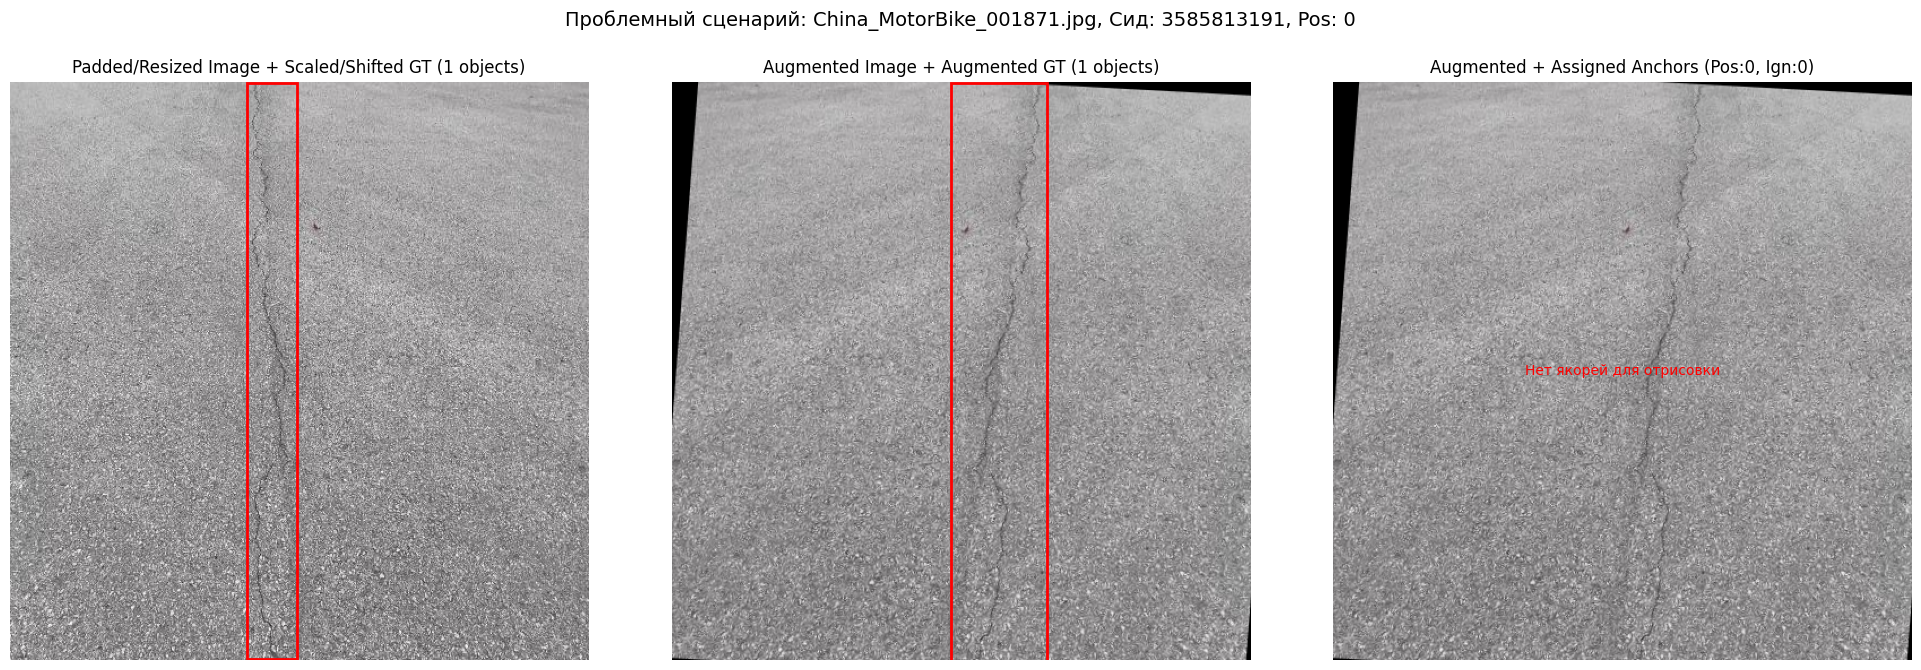 Проблемный сценарий: China_MotorBike_001871.jpg, Сид: 3585813191, Pos: 0
Padded/Resized Image + Scaled/Shifted GT (1 objects)
Augmented Image + Augmented GT (1 objects)
Augmented + Assigned Anchors (Pos:0, Ign:0)
Нет якорей для отрисовки